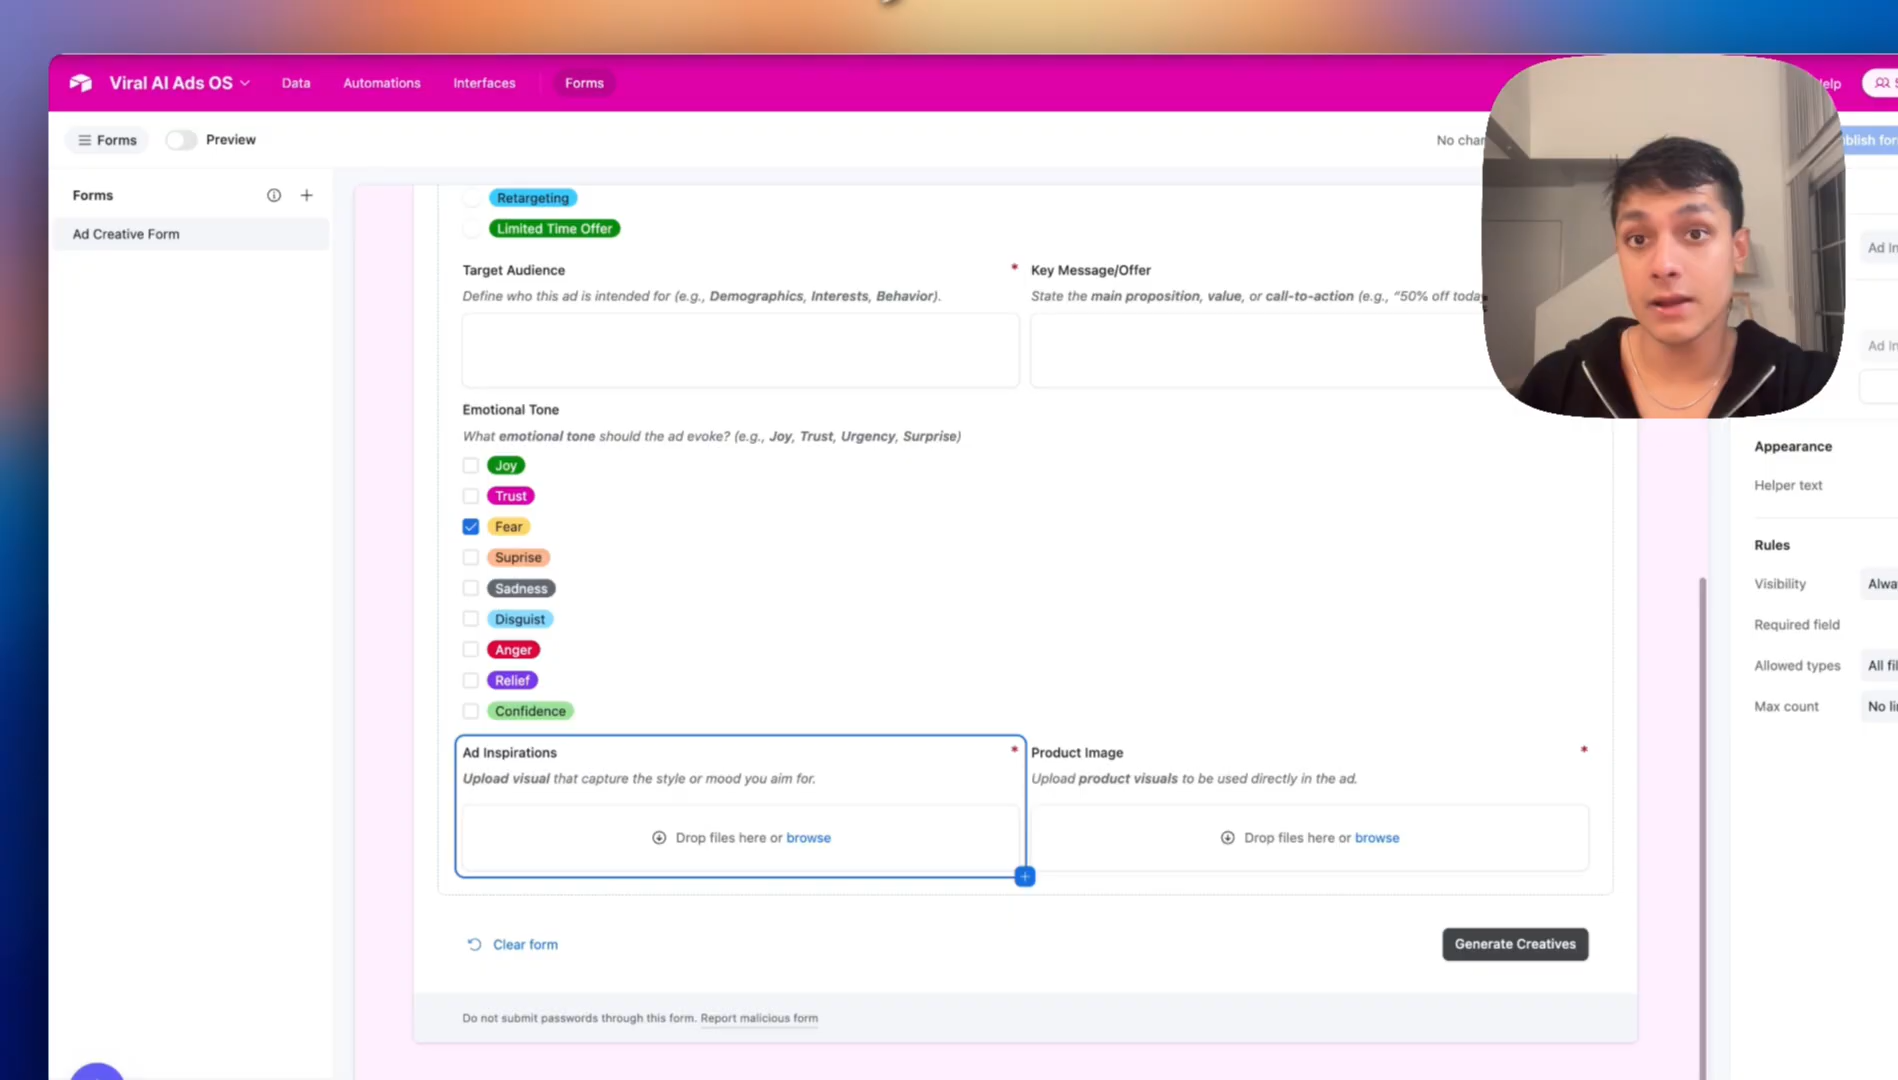 Viral AI Ads OS
Data
Automations
Interfaces
Forms
elp
Forms
Preview
No chan
blish for
Forms
Ad Creative Form
Retargeting
Limited Time Offer
Target Audience *
Key Message/Offer
Define who this ad is intended for (e.g., Demographics, Interests, Behavior).
State the main proposition, value, or call-to-action (e.g., "50% off today
Ad In
Ad In
Emotional Tone
What emotional tone should the ad evoke? (e.g., Joy, Trust, Urgency, Surprise)
Joy
Trust
Fear
Suprise
Sadness
Disguist
Anger
Relief
Confidence
Ad Inspirations *
Upload visual that capture the style or mood you aim for.
Drop files here or browse
Product Image *
Upload product visuals to be used directly in the ad.
Drop files here or browse
Clear form
Generate Creatives
Do not submit passwords through this form. Report malicious form
Appearance
Helper text
Rules
Visibility
Alwa
Required field
Allowed types
All fil
Max count
No li